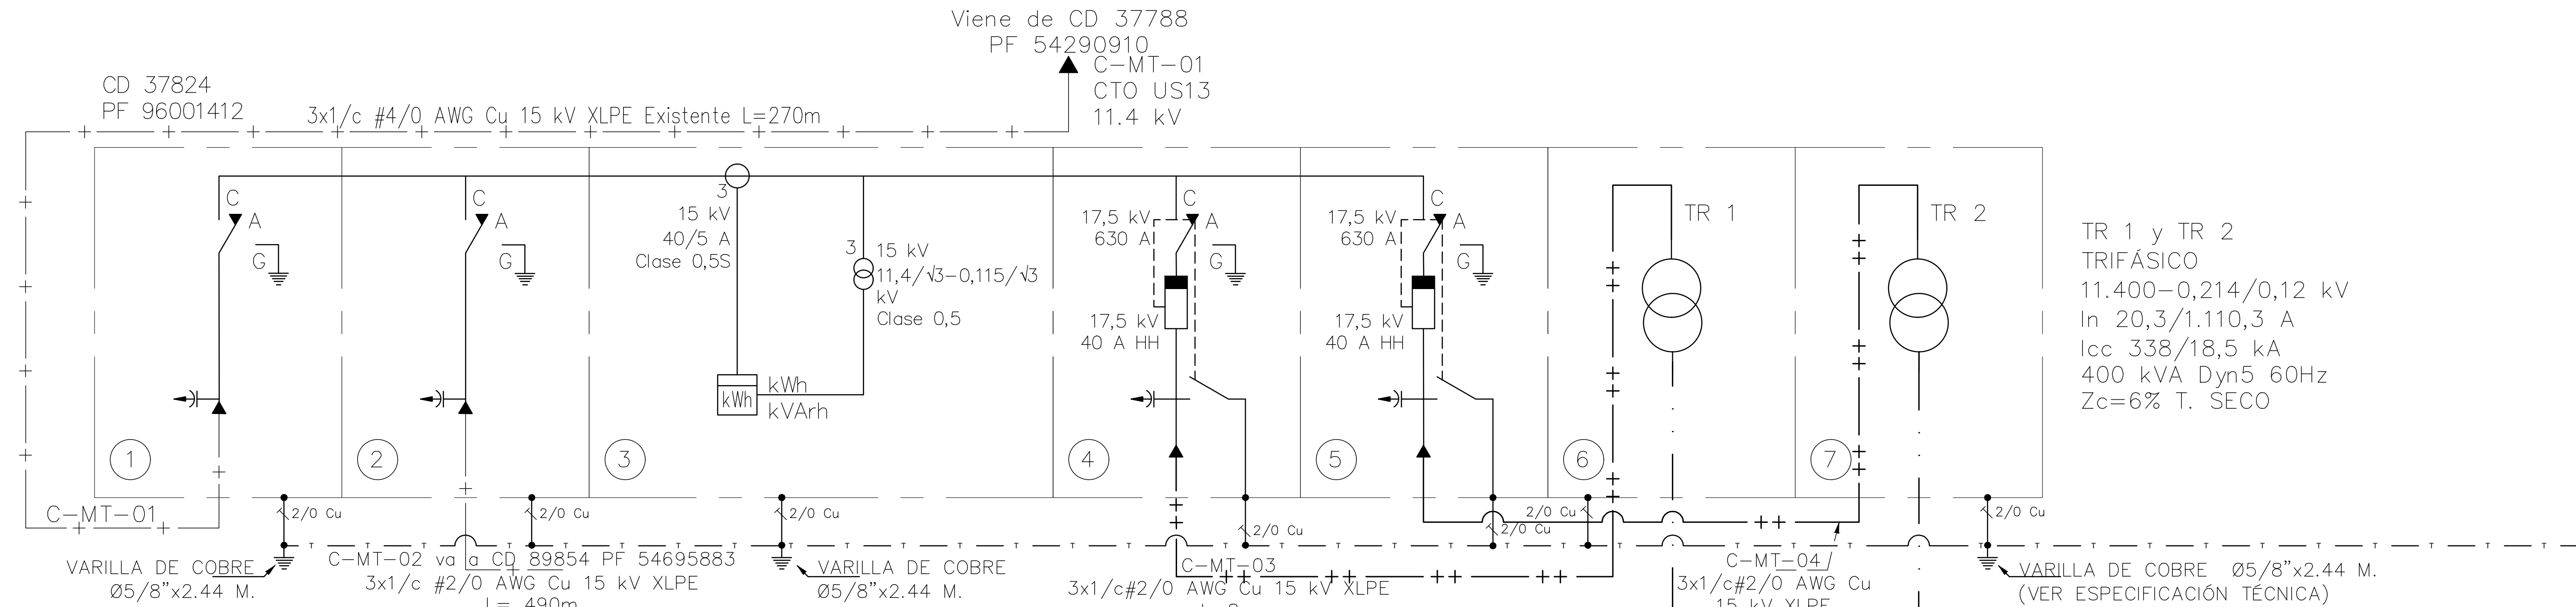 Viene de CD 37788
PF 54290910
C-MT-01
CTO US13
11.4 kV
CD 37824
PF 96001412
3x1/c #4/0 AWG Cu 15 kV XLPE Existente L=270m
C
A
G
C
A
G
3
15 kV
40/5 A
Clase 0,5S
3
15 kV
11,4/√3-0,115/√3
kV
Clase 0,5
kWh
kWh
kVArh
17,5 kV
630 A
C
A
G
17,5 kV
40 A HH
17,5 kV
630 A
C
A
G
17,5 kV
40 A HH
TR 1
TR 2
TR 1 y TR 2
TRIFÁSICO
11.400-0,214/0,12 kV
In 20,3/1.110,3 A
Icc 338/18,5 kA
400 kVA Dyn5 60Hz
Zc=6% T. SECO
1
2
3
4
5
6
7
C-MT-01
2/0 Cu
2/0 Cu
2/0 Cu
2/0 Cu
2/0 Cu
2/0 Cu
2/0 Cu
VARILLA DE COBRE
Ø5/8"x2.44 M.
C-MT-02 va a CD 89854 PF 54695883
3x1/c #2/0 AWG Cu 15 kV XLPE
L= 490m
VARILLA DE COBRE
Ø5/8"x2.44 M.
C-MT-03
3x1/c#2/0 AWG Cu 15 kV XLPE
C-MT-04
3x1/c#2/0 AWG Cu
15 kV XLPE
VARILLA DE COBRE Ø5/8"x2.44 M.
(VER ESPECIFICACIÓN TÉCNICA)